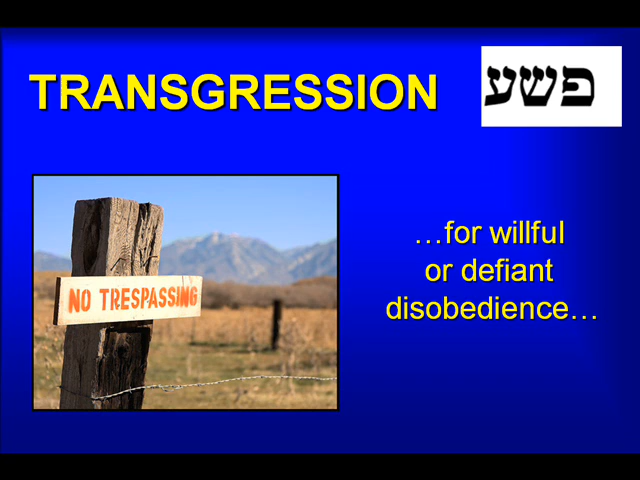 TRANSGRESSION
פשע
…for willful
or defiant
disobedience…
NO TRESPASSING